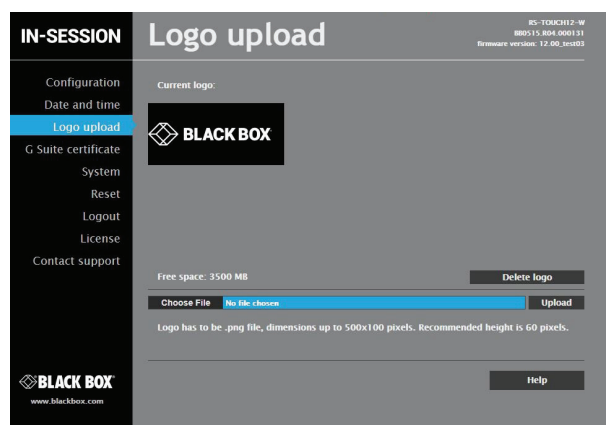 IN-SESSION
Logo upload
RS-TOUCH12-W
880515.R04.000131
firmware version: 12.00_test03
Configuration
Date and time
Logo upload
G Suite certificate
System
Reset
Logout
License
Contact support
Current logo:
BLACK BOX
Free space: 3500 MB
Delete logo
Choose File No file chosen Upload
Logo has to be .png file, dimensions up to 500x100 pixels. Recommended height is 60 pixels.
BLACK BOX®
www.blackbox.com
Help